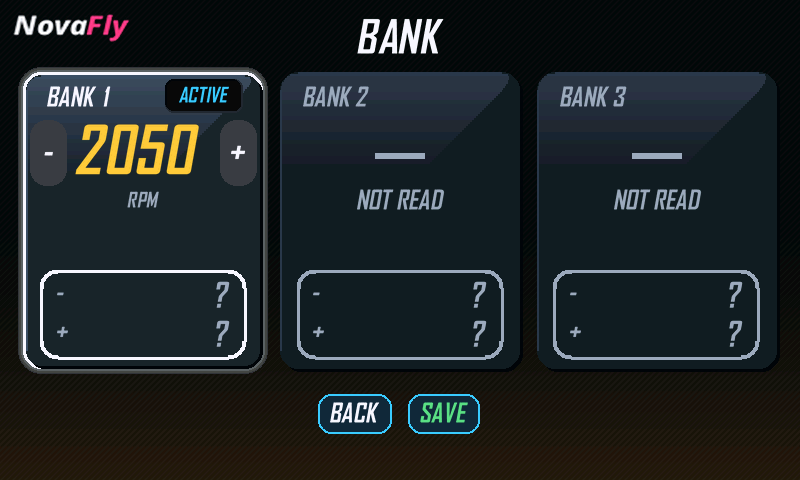 NovaFly
BANK
BANK 1
ACTIVE
- 2050 +
RPM
- ?
+ ?
BANK 2
NOT READ
- ?
+ ?
BANK 3
NOT READ
- ?
+ ?
BACK
SAVE